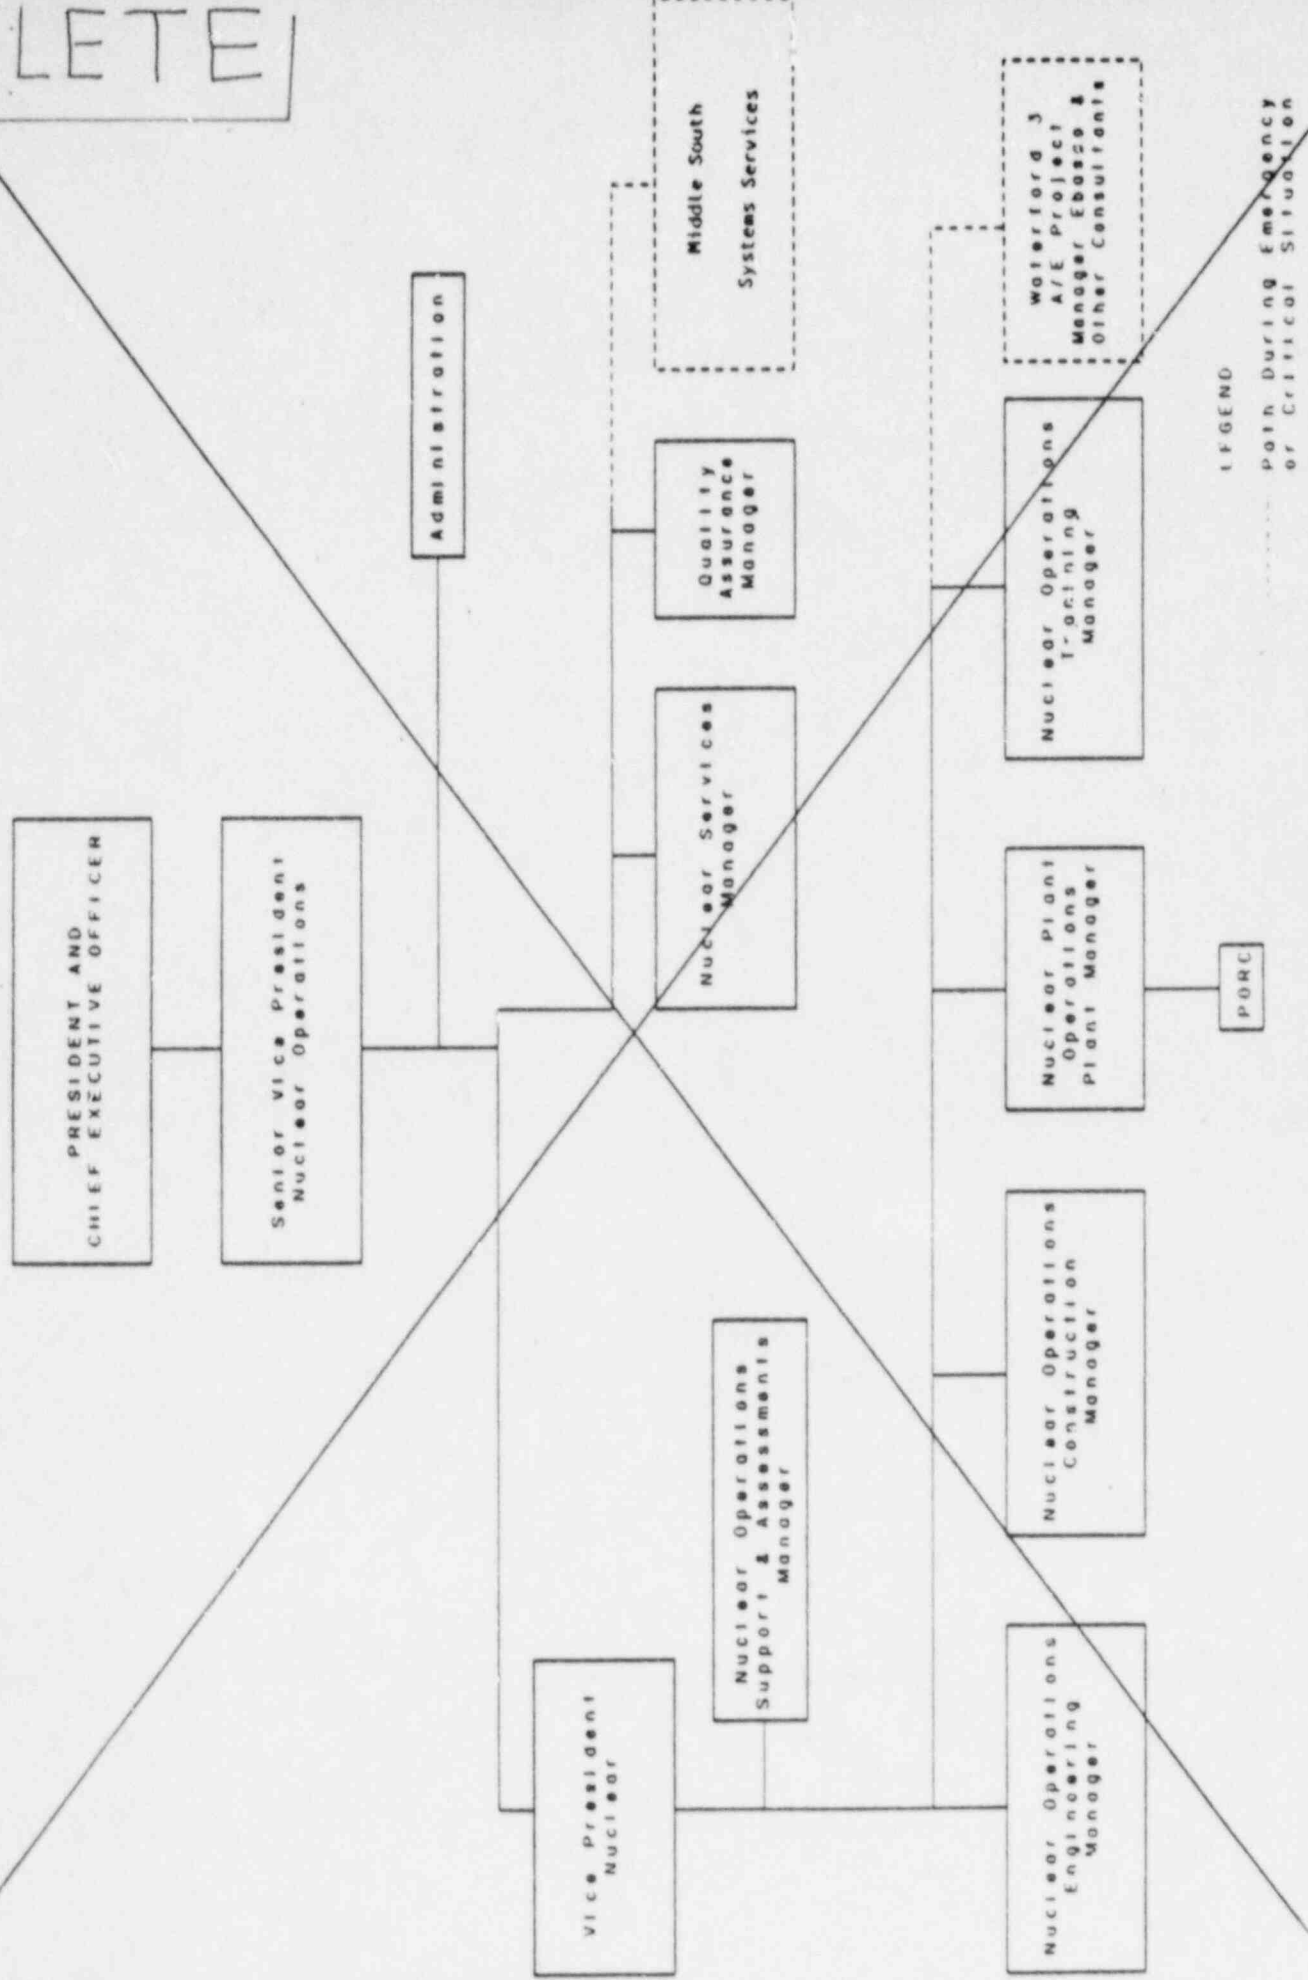 LETE
PRESIDENT AND
CHIEF EXECUTIVE OFFICER
Senior Vice President
Nuclear Operations
Administration
Vice President
Nuclear
Nuclear Services
Manager
Quality
Assurance
Manager
Middle South
Systems Services
Nuclear Operations
Support & Assessments
Manager
Nuclear Operations
Engineering
Manager
Nuclear Operations
Construction
Manager
Nuclear Plant
Operations
Plant Manager
Nuclear Operations
Training
Manager
Waterford 3
A/E Project
Manager Ebasco &
Other Consultants
PORC
LEGEND
Path During Emergency
or Critical Situation